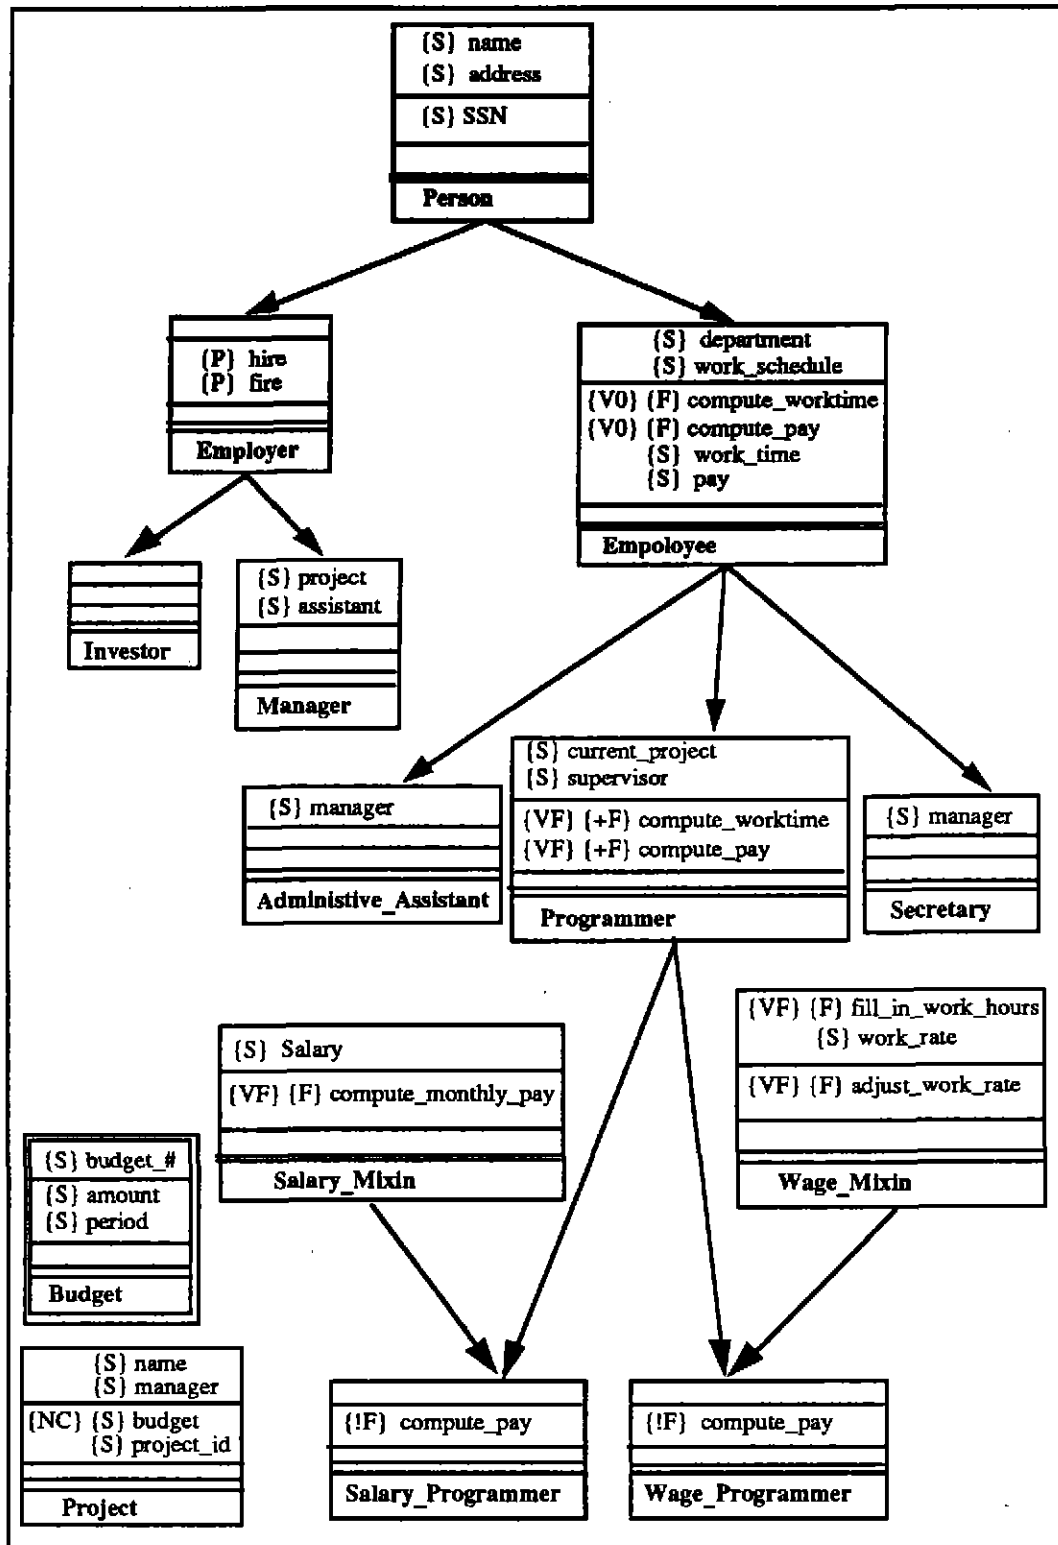 {S} name
{S} address
{S} SSN
Person
{P} hire
{P} fire
Employer
{S} department
{S} work_schedule
{V0} {F} compute_worktime
{V0} {F} compute_pay
{S} work_time
{S} pay
Empoloyee
Investor
{S} project
{S} assistant
Manager
{S} manager
Administive_Assistant
{S} current_project
{S} supervisor
{VF} {+F} compute_worktime
{VF} {+F} compute_pay
Programmer
{S} manager
Secretary
{S} Salary
{VF} {F} compute_monthly_pay
Salary_Mixin
{VF} {F} fill_in_work_hours
{S} work_rate
{VF} {F} adjust_work_rate
Wage_Mixin
{S} budget_#
{S} amount
{S} period
Budget
{S} name
{S} manager
{NC} {S} budget
{S} project_id
Project
{!F} compute_pay
Salary_Programmer
{!F} compute_pay
Wage_Programmer